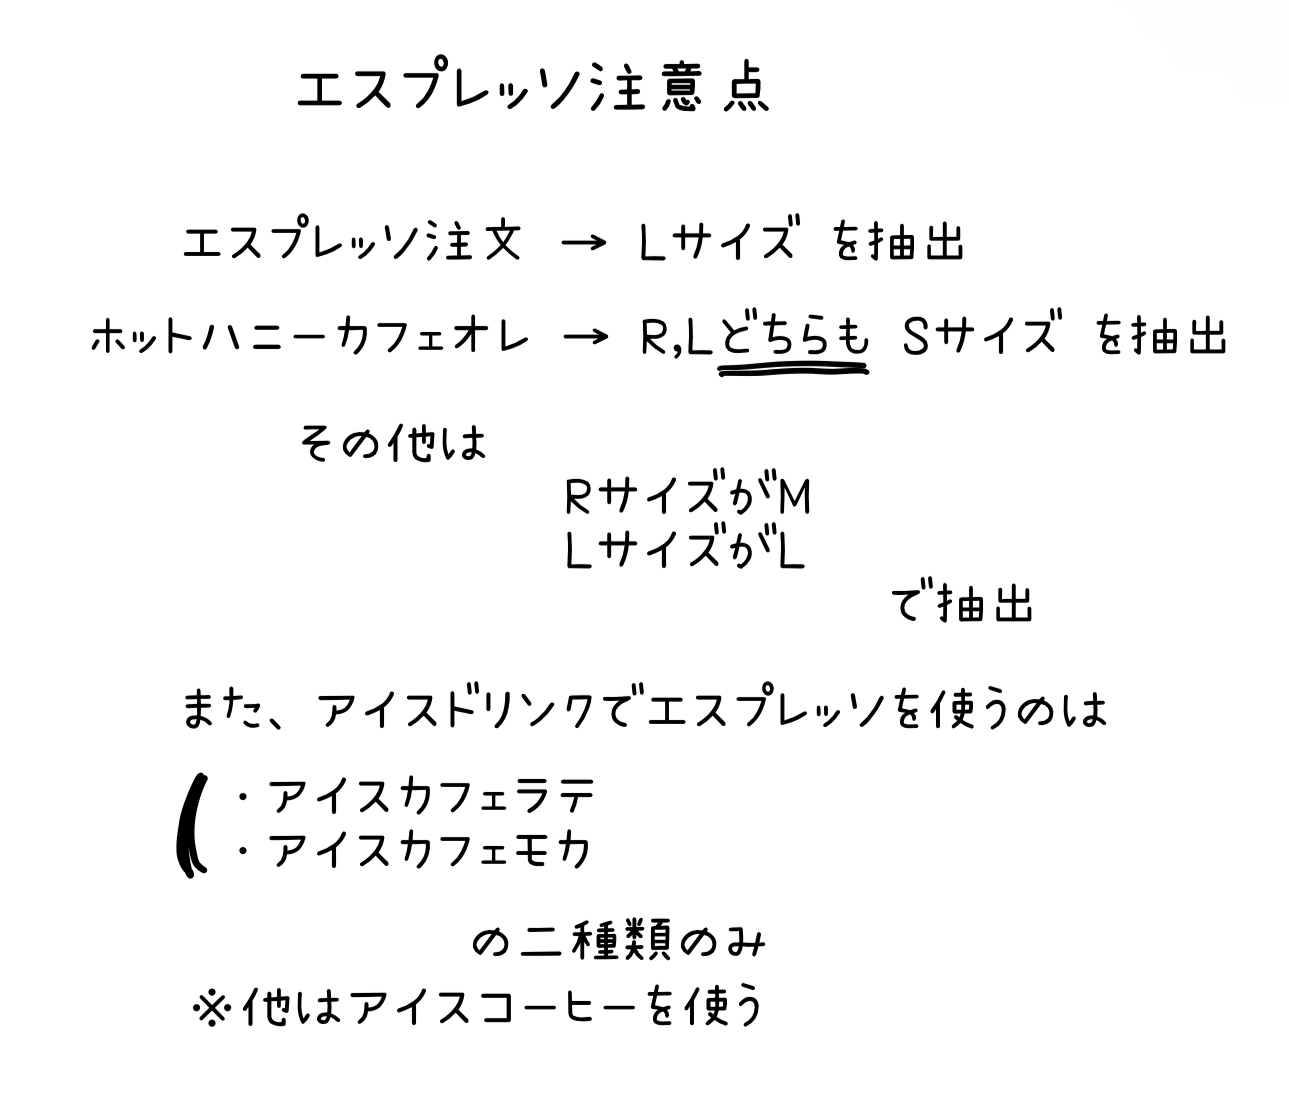 エスプレッソ注意点
エスプレッソ注文 → Lサイズ を抽出
ホットハニーカフェオレ → R,Lどちらも Sサイズ を抽出
その他は
RサイズがM
LサイズがL
で抽出
また、アイスドリンクでエスプレッソを使うのは
・アイスカフェラテ
・アイスカフェモカ
の二種類のみ
※他はアイスコーヒーを使う